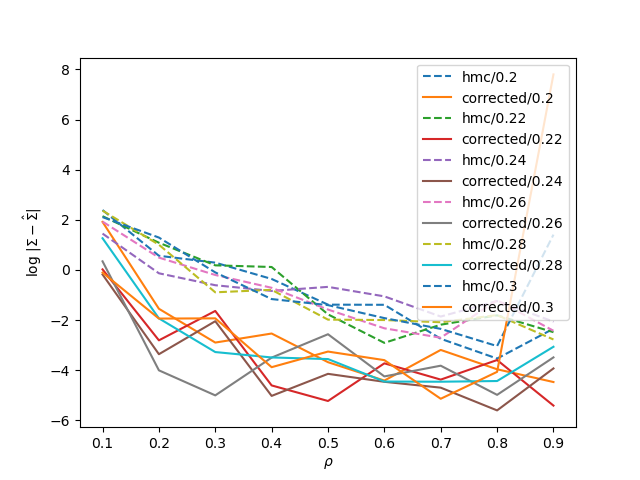 log |Σ − Σ̂|
8
6
4
2
0
−2
−4
−6
hmc/0.2
corrected/0.2
hmc/0.22
corrected/0.22
hmc/0.24
corrected/0.24
hmc/0.26
corrected/0.26
hmc/0.28
corrected/0.28
hmc/0.3
corrected/0.3
0.1 0.2 0.3 0.4 0.5 0.6 0.7 0.8 0.9
ρ